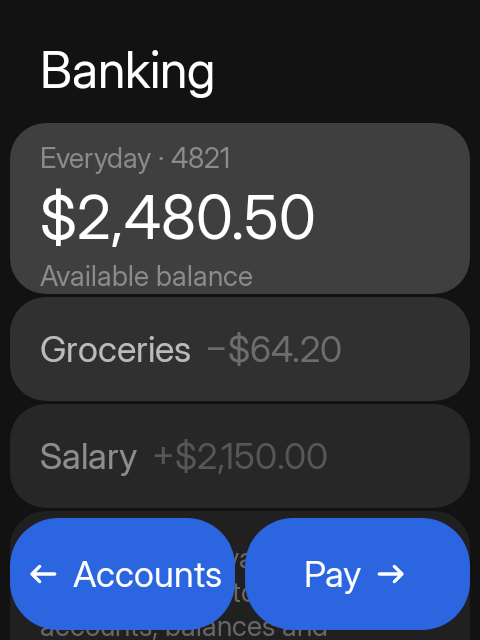 Banking
Everyday · 4821
$2,480.50
Available balance
Groceries −$64.20
Salary +$2,150.00
← Accounts
Pay →
accounts, balances and